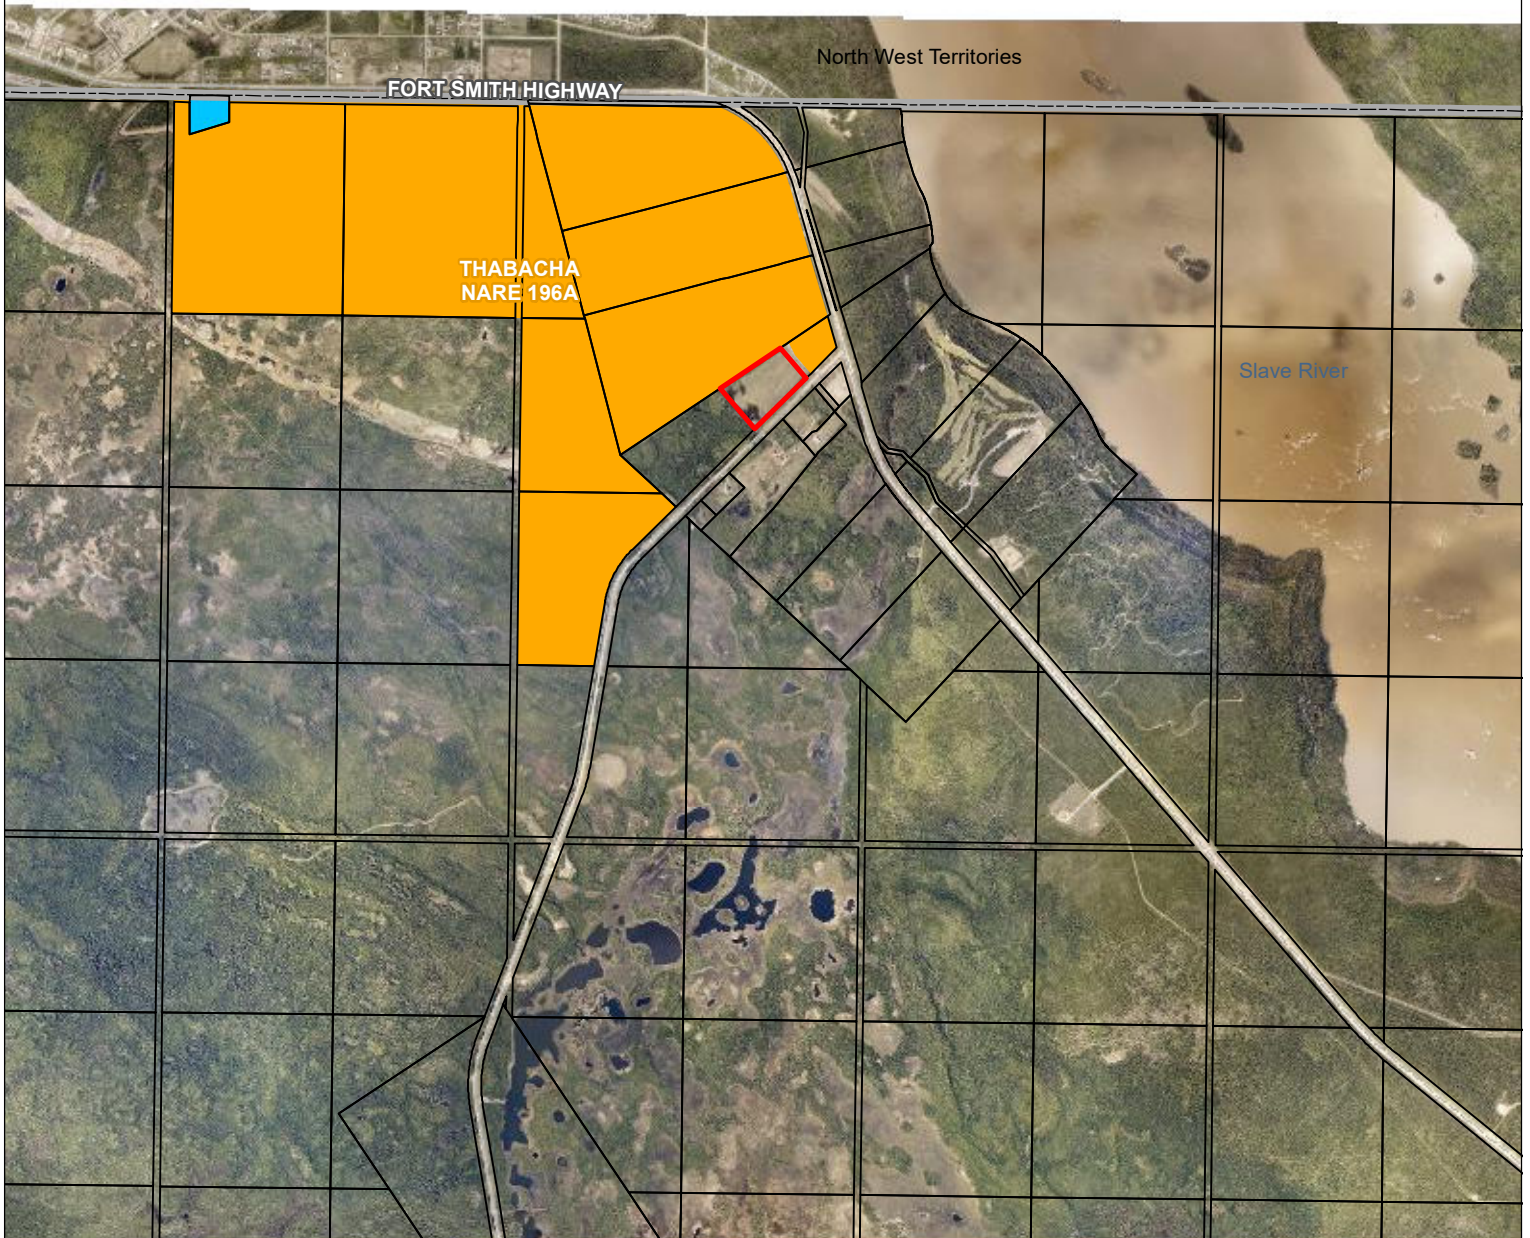 North West Territories
FORT SMITH HIGHWAY
THABACHA
NARE 196A
Slave River